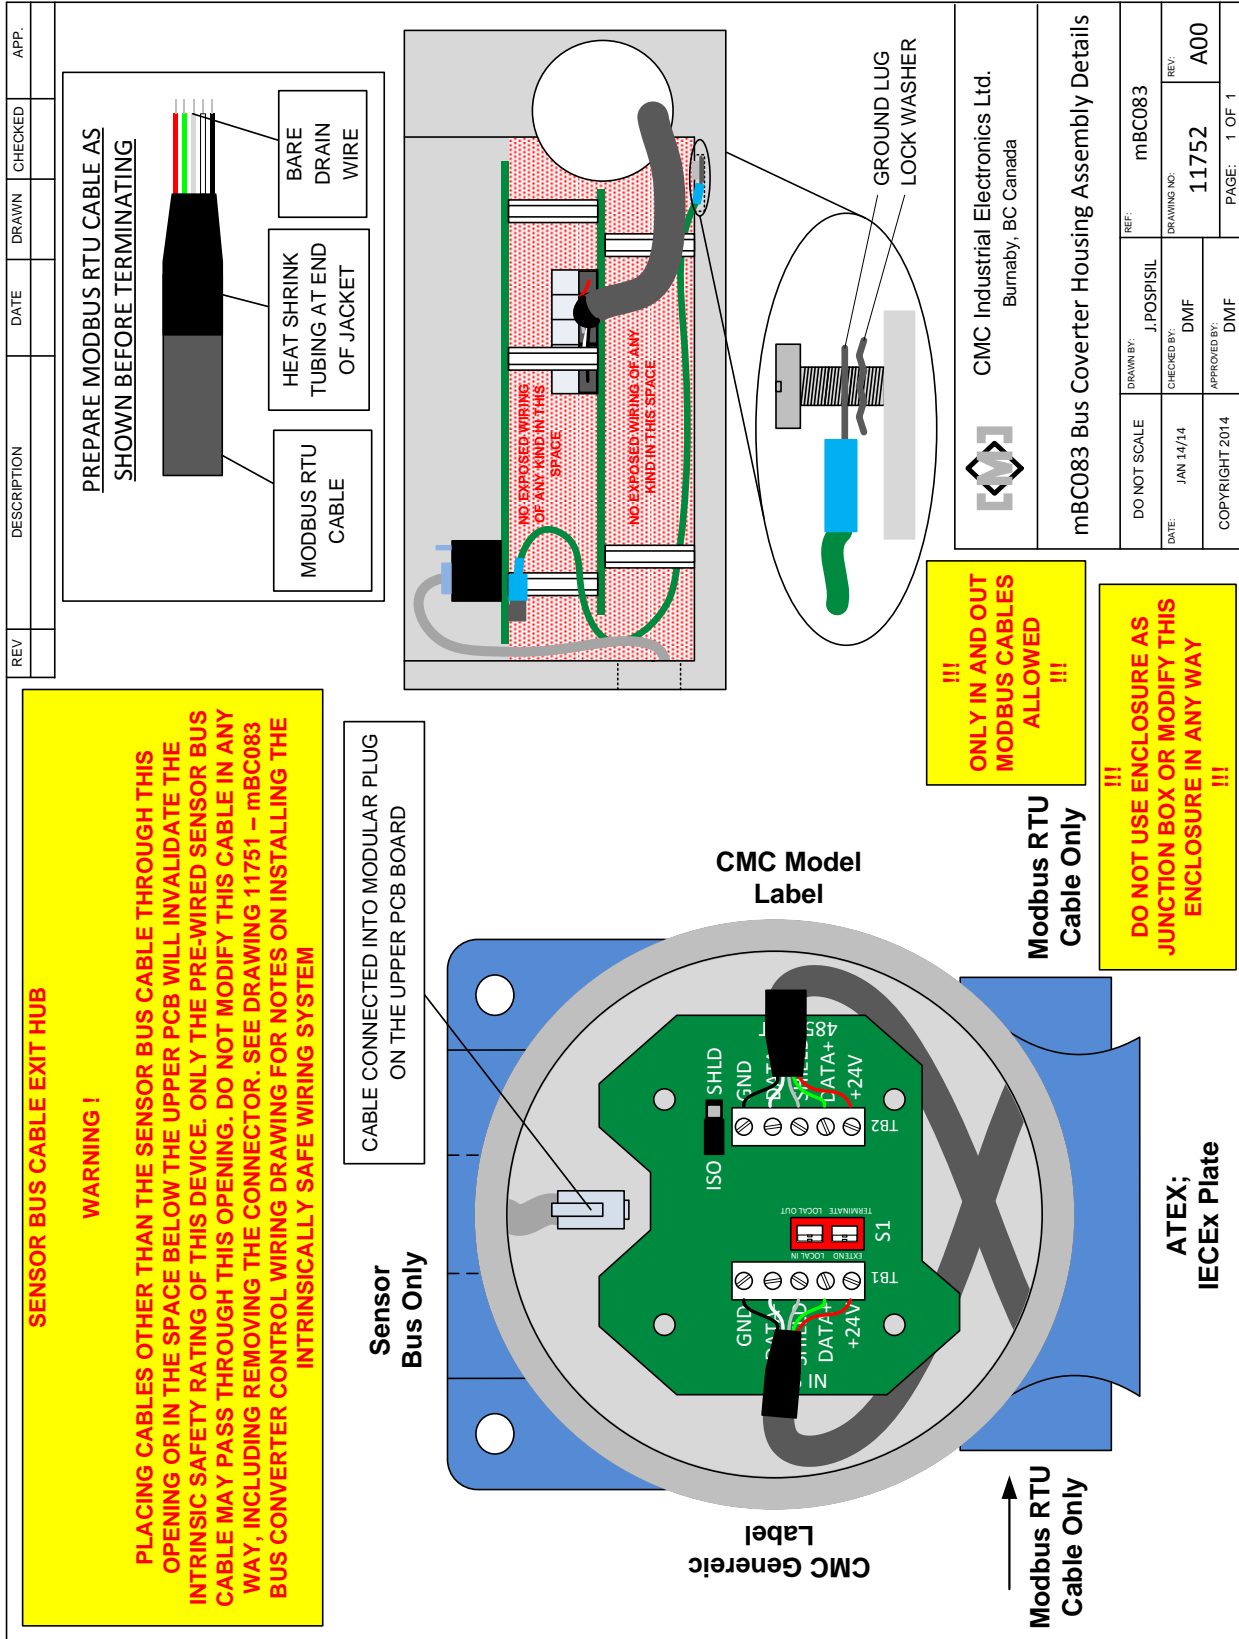 SENSOR BUS CABLE EXIT HUB
WARNING !
PLACING CABLES OTHER THAN THE SENSOR BUS CABLE THROUGH THIS
OPENING OR IN THE SPACE BELOW THE UPPER PCB WILL INVALIDATE THE
INTRINSIC SAFETY RATING OF THIS DEVICE. ONLY THE PRE-WIRED SENSOR BUS
CABLE MAY PASS THROUGH THIS OPENING. DO NOT MODIFY THIS CABLE IN ANY
WAY, INCLUDING REMOVING THE CONNECTOR. SEE DRAWING 11751 – mBC083
BUS CONVERTER CONTROL WIRING DRAWING FOR NOTES ON INSTALLING THE
INTRINSICALLY SAFE WIRING SYSTEM
REV
DESCRIPTION
DATE
DRAWN
CHECKED
APP.
PREPARE MODBUS RTU CABLE AS
SHOWN BEFORE TERMINATING
MODBUS RTU
CABLE
HEAT SHRINK
TUBING AT END
OF JACKET
BARE
DRAIN
WIRE
CABLE CONNECTED INTO MODULAR PLUG
ON THE UPPER PCB BOARD
NO EXPOSED WIRING
OF ANY KIND IN THIS
SPACE
NO EXPOSED WIRING OF ANY
KIND IN THIS SPACE
GROUND LUG
LOCK WASHER
Sensor
Bus Only
CMC Genereic
Label
CMC Model
Label
ISO
SHLD
GND
SHIELD
DATA+
+24V
IN
TB1
EXTEND
LOCAL IN
TERMINATE
LOCAL OUT
S1
GND
DATA+
+24V
485
TB2
Modbus RTU
Cable Only
ATEX;
IECEx Plate
Modbus RTU
Cable Only
!!!
ONLY IN AND OUT
MODBUS CABLES
ALLOWED
!!!
!!!
DO NOT USE ENCLOSURE AS
JUNCTION BOX OR MODIFY THIS
ENCLOSURE IN ANY WAY
!!!
CMC Industrial Electronics Ltd.
Burnaby, BC Canada
mBC083 Bus Coverter Housing Assembly Details
DO NOT SCALE
DRAWN BY:
J.POSPISIL
REF:
mBC083
DATE:
JAN 14/14
CHECKED BY:
DMF
DRAWING NO:
11752
REV:
A00
COPYRIGHT 2014
APPROVED BY:
DMF
PAGE: 1 OF 1